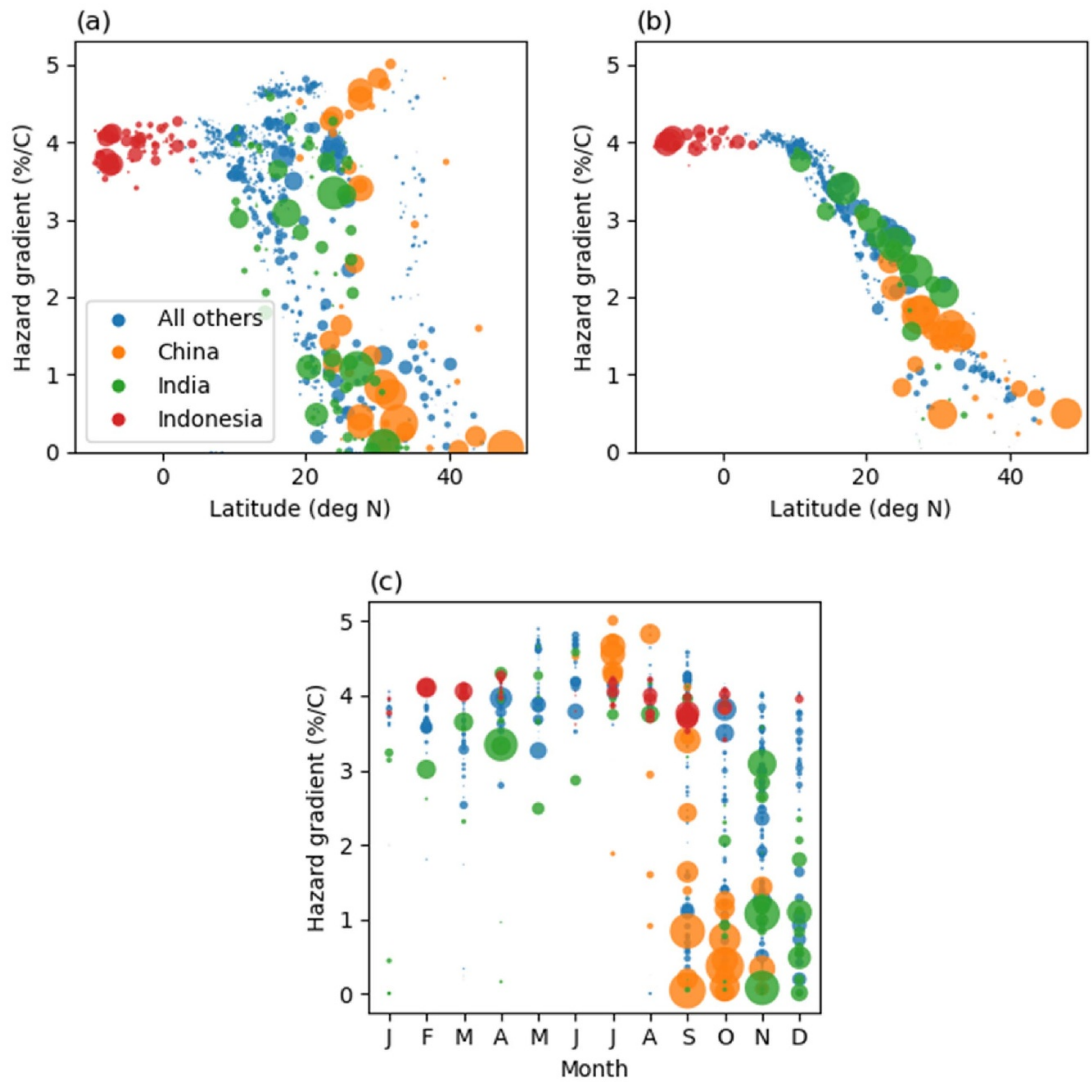 (a)
Hazard gradient (%/C)
5
4
3
2
1
0
All others
China
India
Indonesia
0 20 40
Latitude (deg N)
(b)
Hazard gradient (%/C)
5
4
3
2
1
0
0 20 40
Latitude (deg N)
(c)
Hazard gradient (%/C)
5
4
3
2
1
0
J F M A M J J A S O N D
Month